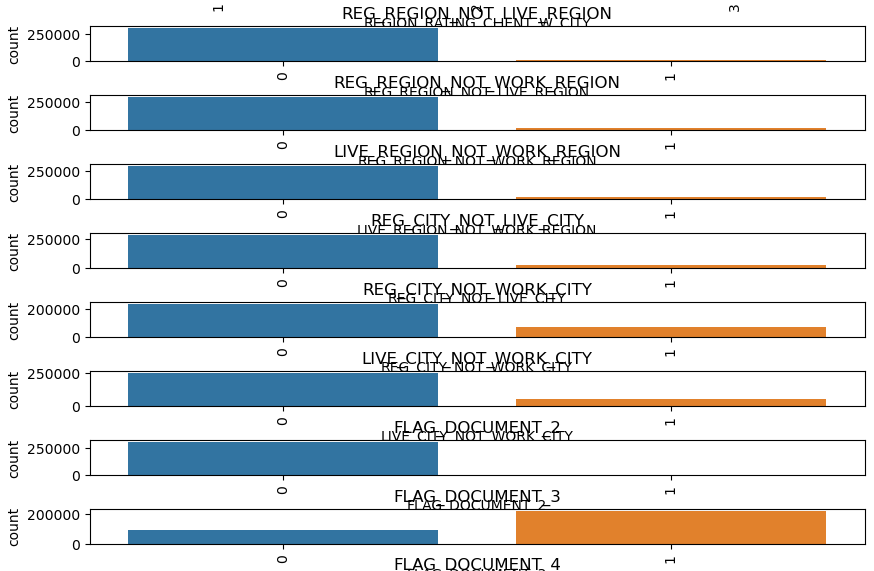 1 2 3
REG_REGION_NOT_LIVE_REGION
REGION_RATING_CLIENT_W_CITY
count
250000
0
0 1
REG_REGION_NOT_WORK_REGION
REG_REGION_NOT_LIVE_REGION
count
250000
0
0 1
LIVE_REGION_NOT_WORK_REGION
REG_REGION_NOT_WORK_REGION
count
250000
0
0 1
REG_CITY_NOT_LIVE_CITY
LIVE_REGION_NOT_WORK_REGION
count
250000
0
0 1
REG_CITY_NOT_WORK_CITY
REG_CITY_NOT_LIVE_CITY
count
200000
0
0 1
LIVE_CITY_NOT_WORK_CITY
REG_CITY_NOT_WORK_CITY
count
250000
0
0 1
FLAG_DOCUMENT_2
LIVE_CITY_NOT_WORK_CITY
count
250000
0
0 1
FLAG_DOCUMENT_3
FLAG_DOCUMENT_2
count
200000
0
0 1
FLAG_DOCUMENT_4